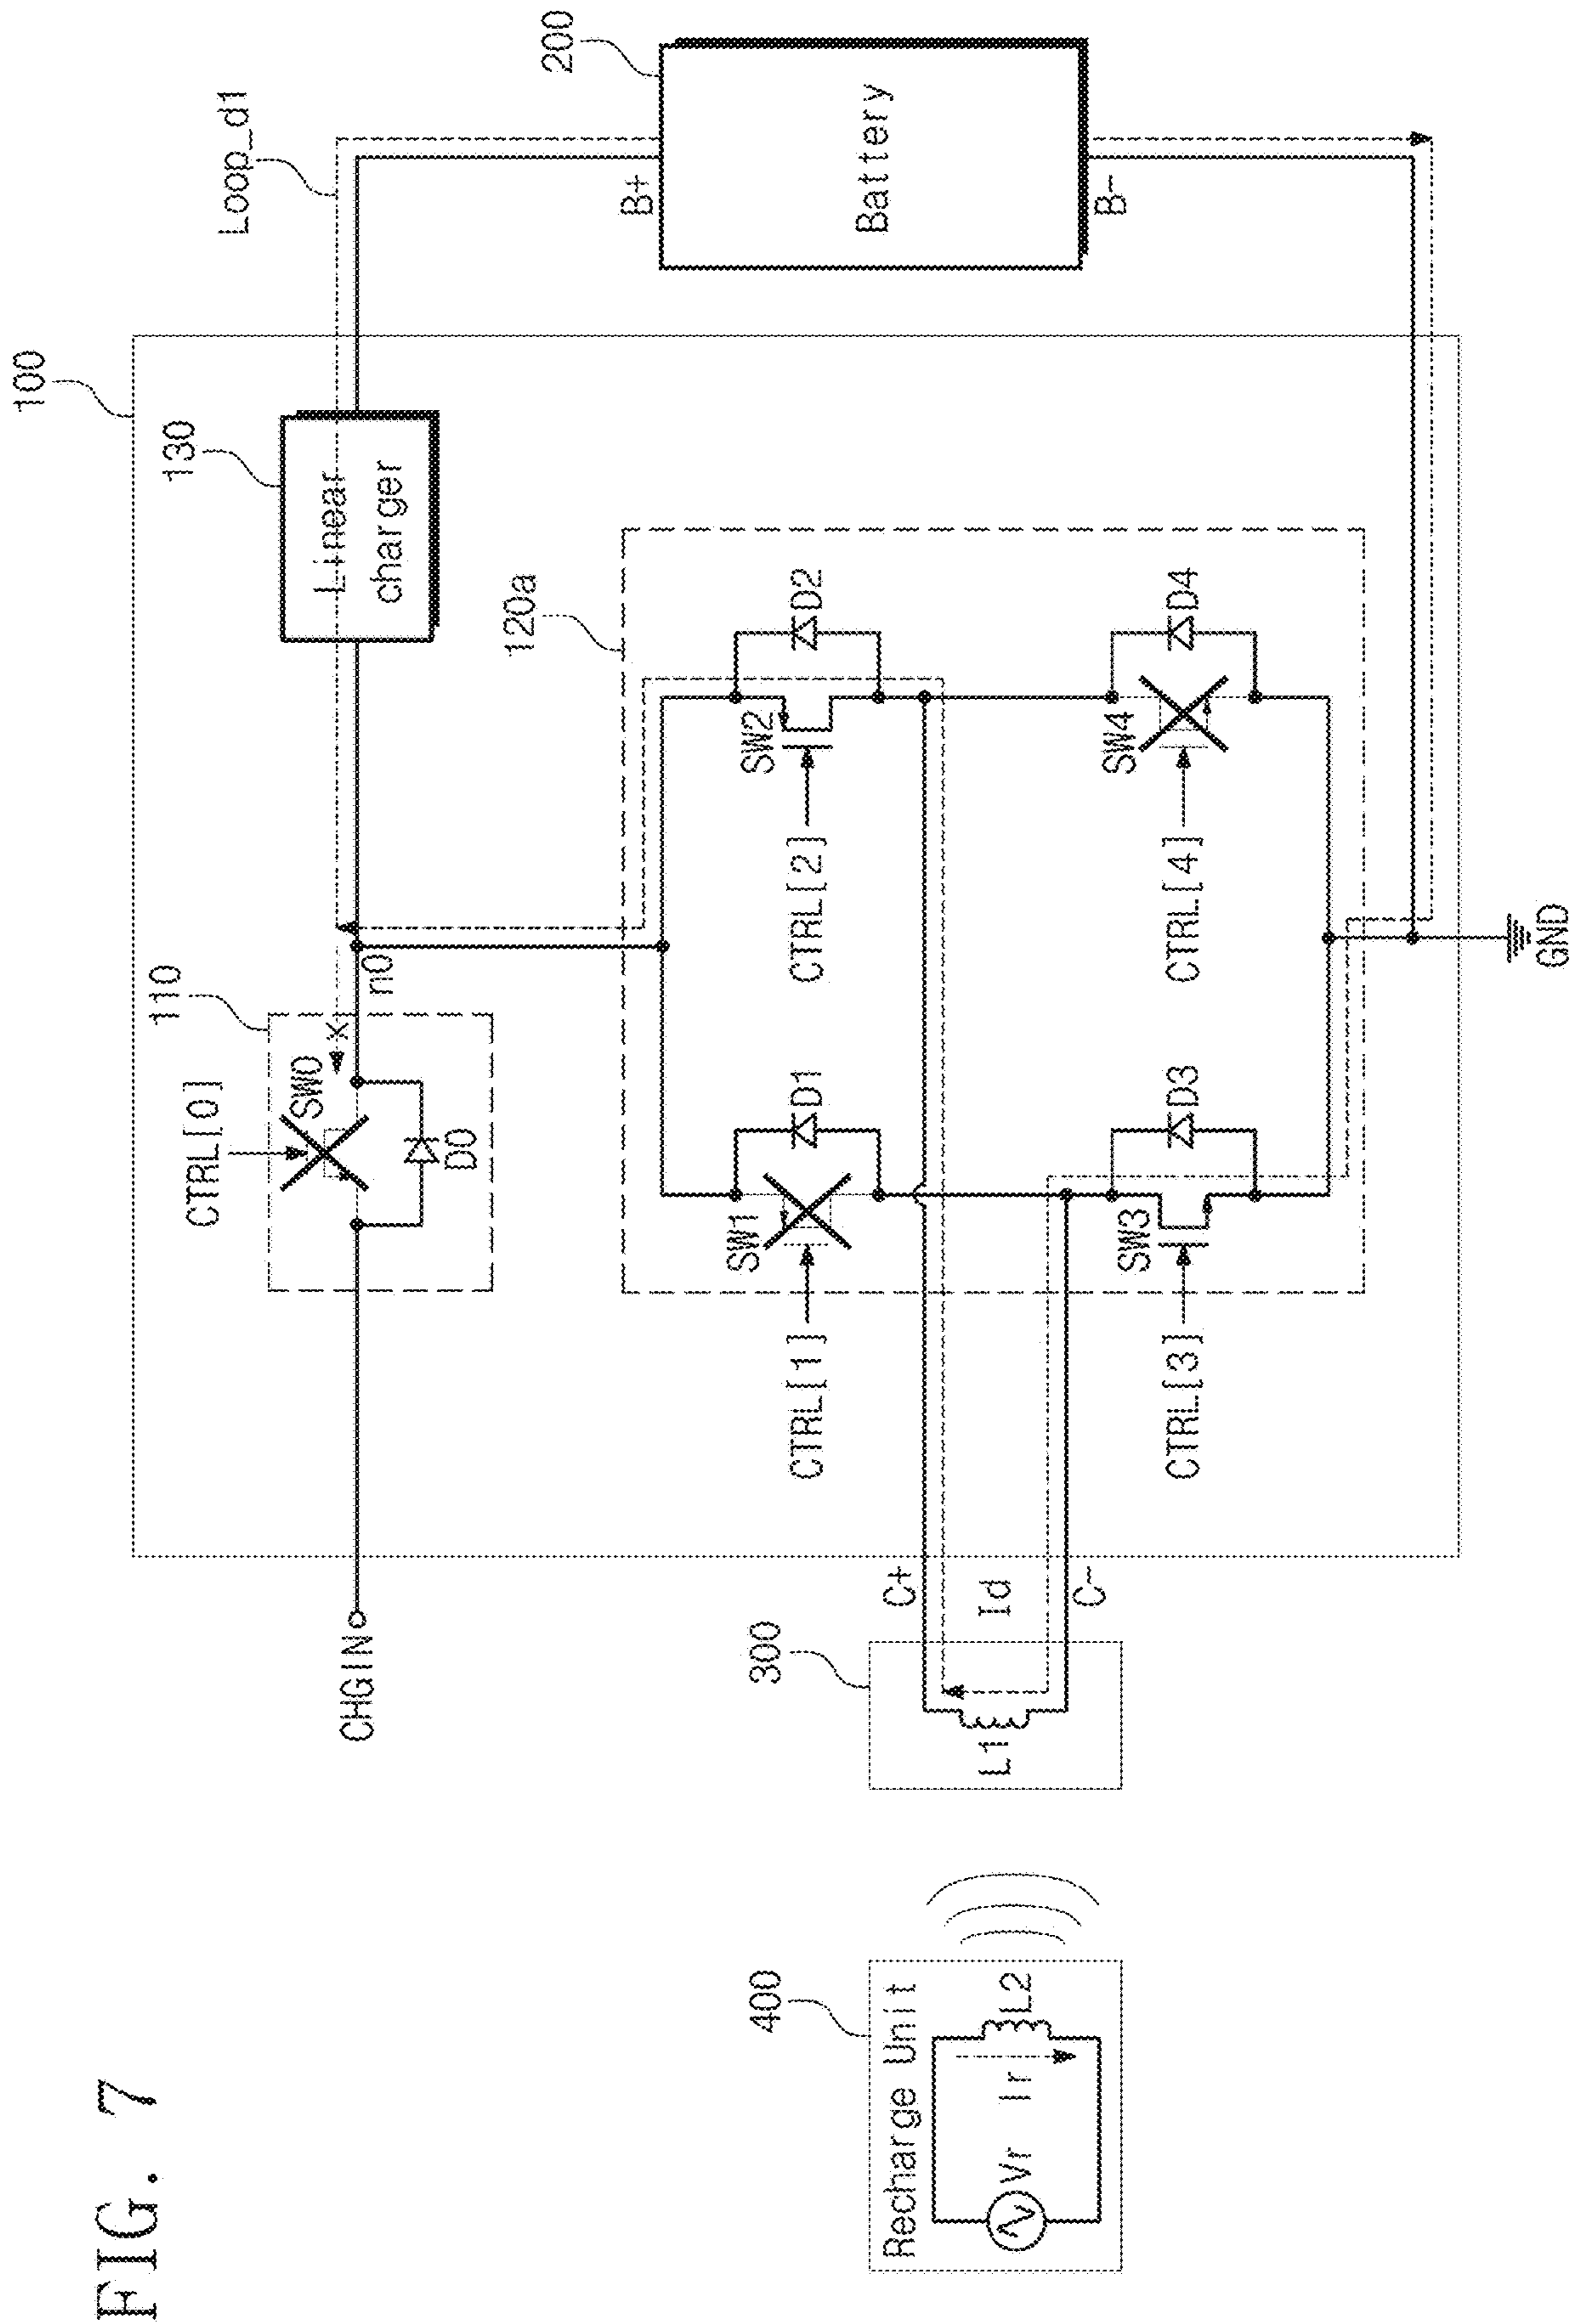 FIG. 7
100
CHGIN
CTRL[0]
110
SW0
D0
n0
130
Linear
charger
Loop_d1
200
B+
Battery
B-
120a
CTRL[1]
SW1
D1
CTRL[2]
SW2
D2
CTRL[3]
SW3
D3
CTRL[4]
SW4
D4
GND
400
Recharge Unit
Vr
Ir
L2
300
L1
C+
Id
C-